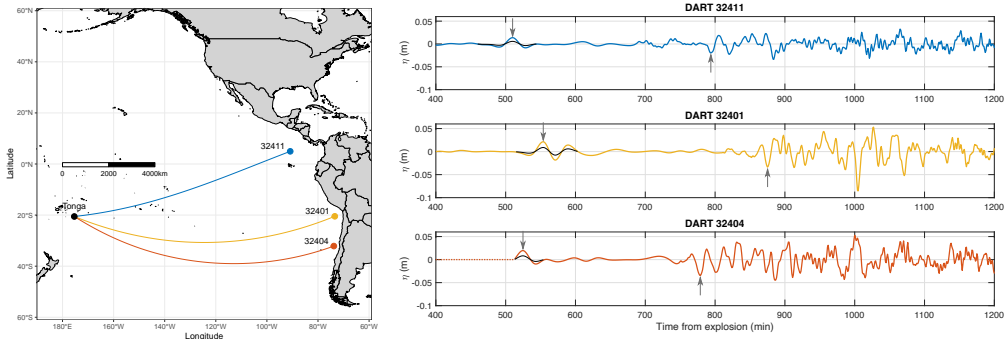 60°N
40°N
20°N
0°N
20°S
40°S
Latitude
180°W
160°W
140°W
120°W
100°W
80°W
60°W
Longitude
0
2000
4000km
Tonga
32411
32401
32404
DART 32411
0.05
0
-0.05
-0.1
η (m)
400 500 600 700 800 900 1000 1100 1200
DART 32401
0.05
0
-0.05
-0.1
η (m)
400 500 600 700 800 900 1000 1100 1200
DART 32404
0.05
0
-0.05
-0.1
η (m)
400 500 600 700 800 900 1000 1100 1200
Time from explosion (min)